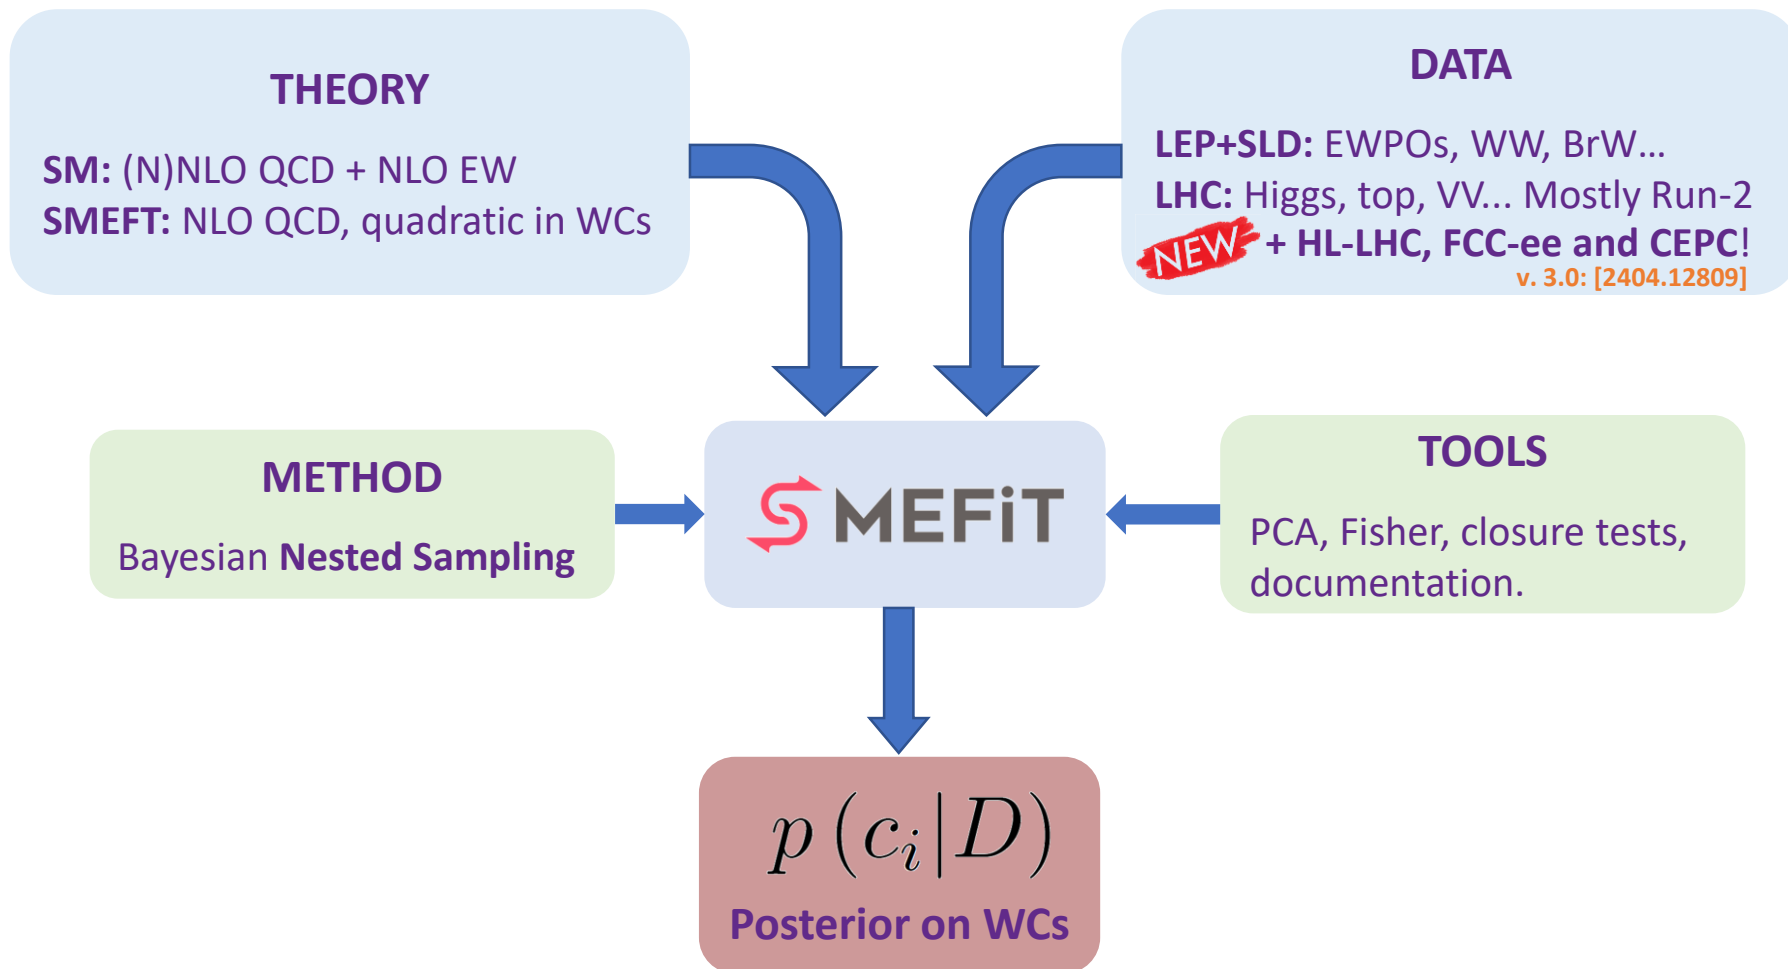 THEORY
SM: (N)NLO QCD + NLO EW
SMEFT: NLO QCD, quadratic in WCs
DATA
LEP+SLD: EWPOs, WW, BrW...
LHC: Higgs, top, VV... Mostly Run-2
NEW + HL-LHC, FCC-ee and CEPC!
v. 3.0: [2404.12809]
METHOD
Bayesian Nested Sampling
SMEFiT
TOOLS
PCA, Fisher, closure tests,
documentation.
p (c_i|D)
Posterior on WCs